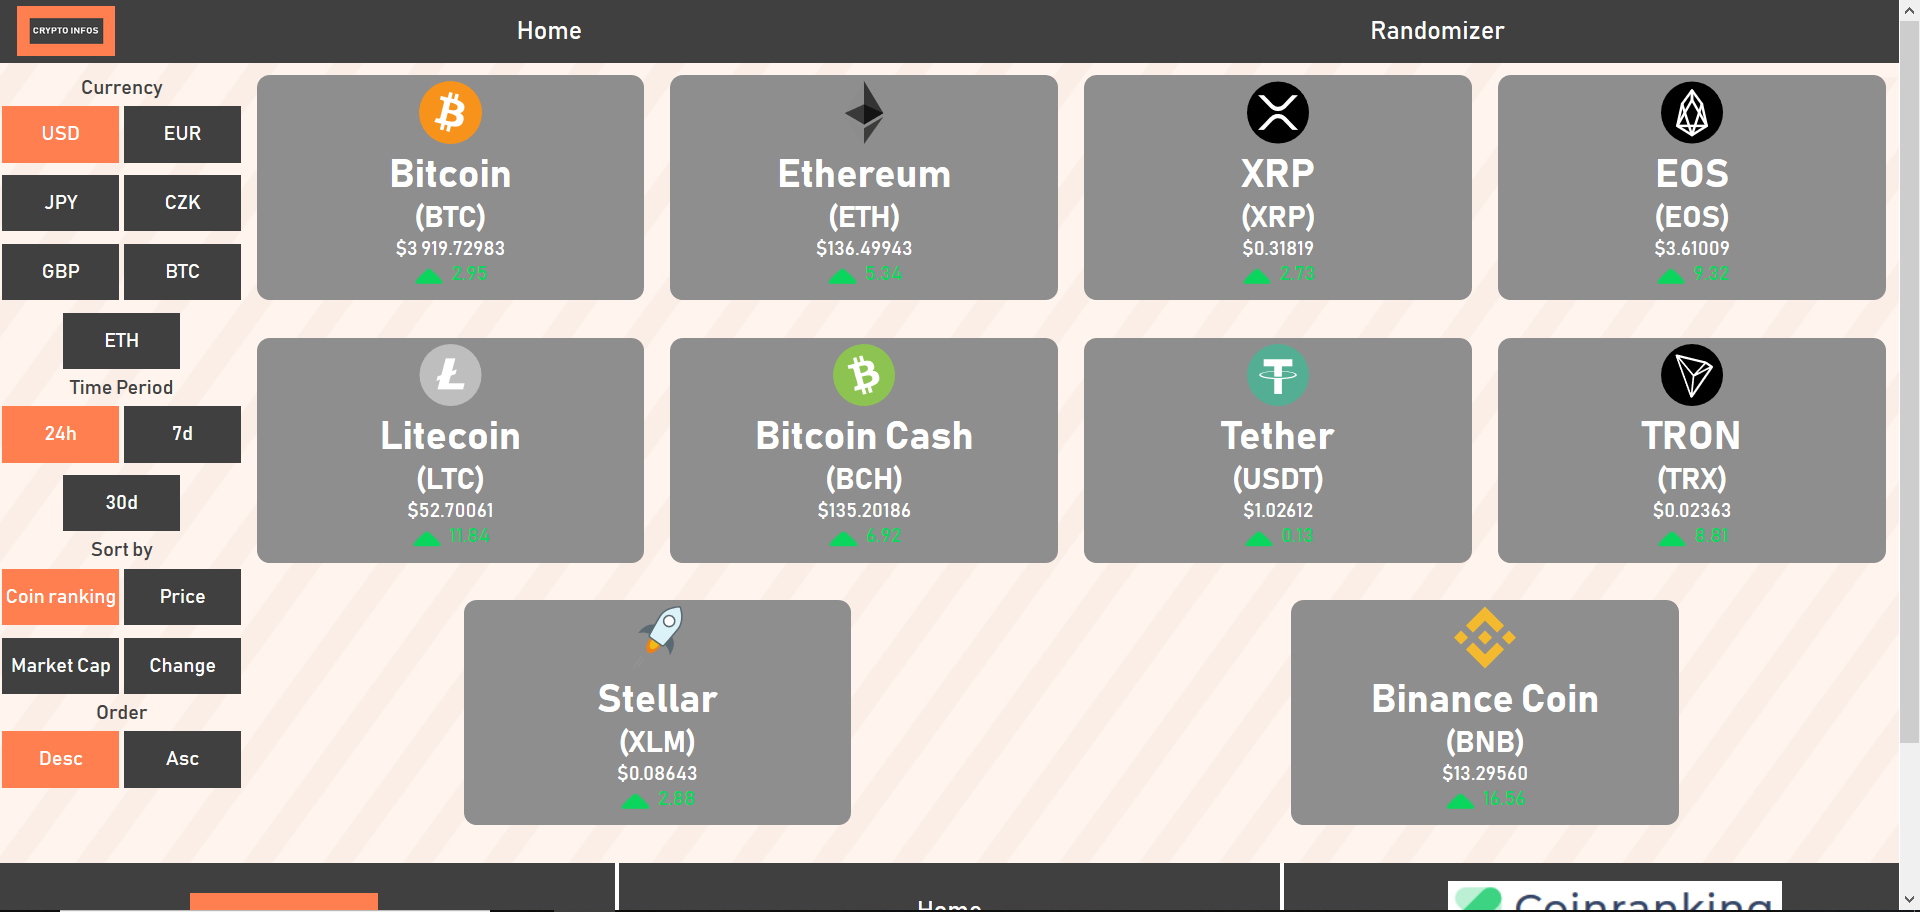 CRYPTO INFOS
Home
Randomizer
Currency
USD
EUR
JPY
CZK
GBP
BTC
ETH
Time Period
24h
7d
30d
Sort by
Coin ranking
Price
Market Cap
Change
Order
Desc
Asc
Bitcoin
(BTC)
$3 919.72983
2.95
Ethereum
(ETH)
$136.49943
5.34
XRP
(XRP)
$0.31819
2.73
EOS
(EOS)
$3.61009
9.32
Litecoin
(LTC)
$52.70061
11.84
Bitcoin Cash
(BCH)
$135.20186
6.92
Tether
(USDT)
$1.02612
0.13
TRON
(TRX)
$0.02363
8.81
Stellar
(XLM)
$0.08643
2.88
Binance Coin
(BNB)
$13.29560
16.56
Home
Coinranking